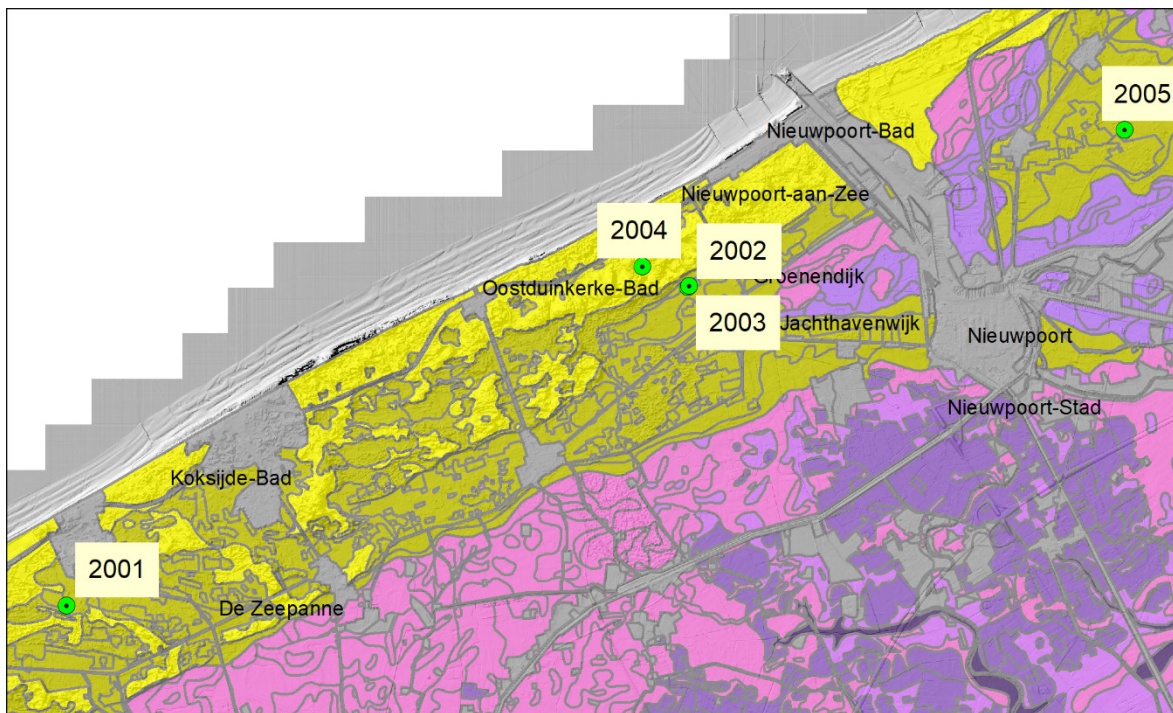 2005
Nieuwpoort-Bad
Nieuwpoort-aan-Zee
2004
2002
Groenendijk
Oostduinkerke-Bad
2003
Jachthavenwijk
Nieuwpoort
Nieuwpoort-Stad
Koksijde-Bad
2001
De Zeepanne